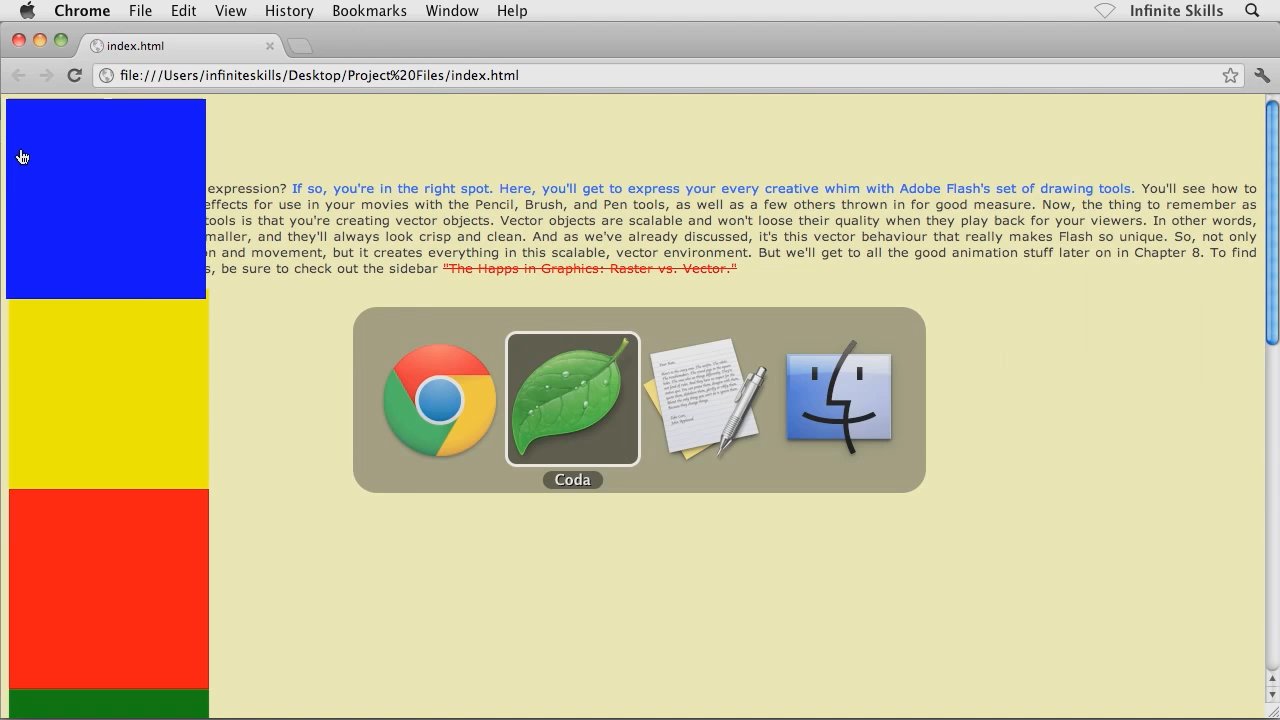 Chrome File Edit View History Bookmarks Window Help Infinite Skills
index.html
file:///Users/infiniteskills/Desktop/Project%20Files/index.html
expression? If so, you're in the right spot. Here, you'll get to express your every creative whim with Adobe Flash's set of drawing tools. You'll see how to
effects for use in your movies with the Pencil, Brush, and Pen tools, as well as a few others thrown in for good measure. Now, the thing to remember as
tools is that you're creating vector objects. Vector objects are scalable and won't loose their quality when they play back for your viewers. In other words,
maller, and they'll always look crisp and clean. And as we've already discussed, it's this vector behaviour that really makes Flash so unique. So, not only
on and movement, but it creates everything in this scalable, vector environment. But we'll get to all the good animation stuff later on in Chapter 8. To find
s, be sure to check out the sidebar "The Happs in Graphics: Raster vs. Vector."
Coda